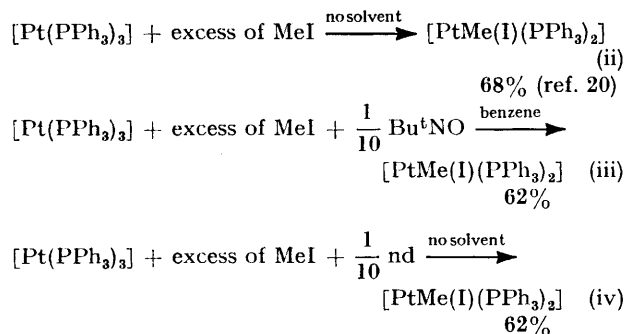 [Pt(PPh₃)₃] + excess of MeI no solvent → [PtMe(I)(PPh₃)₂]
(ii)
68% (ref. 20)
[Pt(PPh₃)₃] + excess of MeI + 1/10 BuᵗNO benzene →
[PtMe(I)(PPh₃)₂] (iii)
62%
[Pt(PPh₃)₃] + excess of MeI + 1/10 nd no solvent →
[PtMe(I)(PPh₃)₂] (iv)
62%